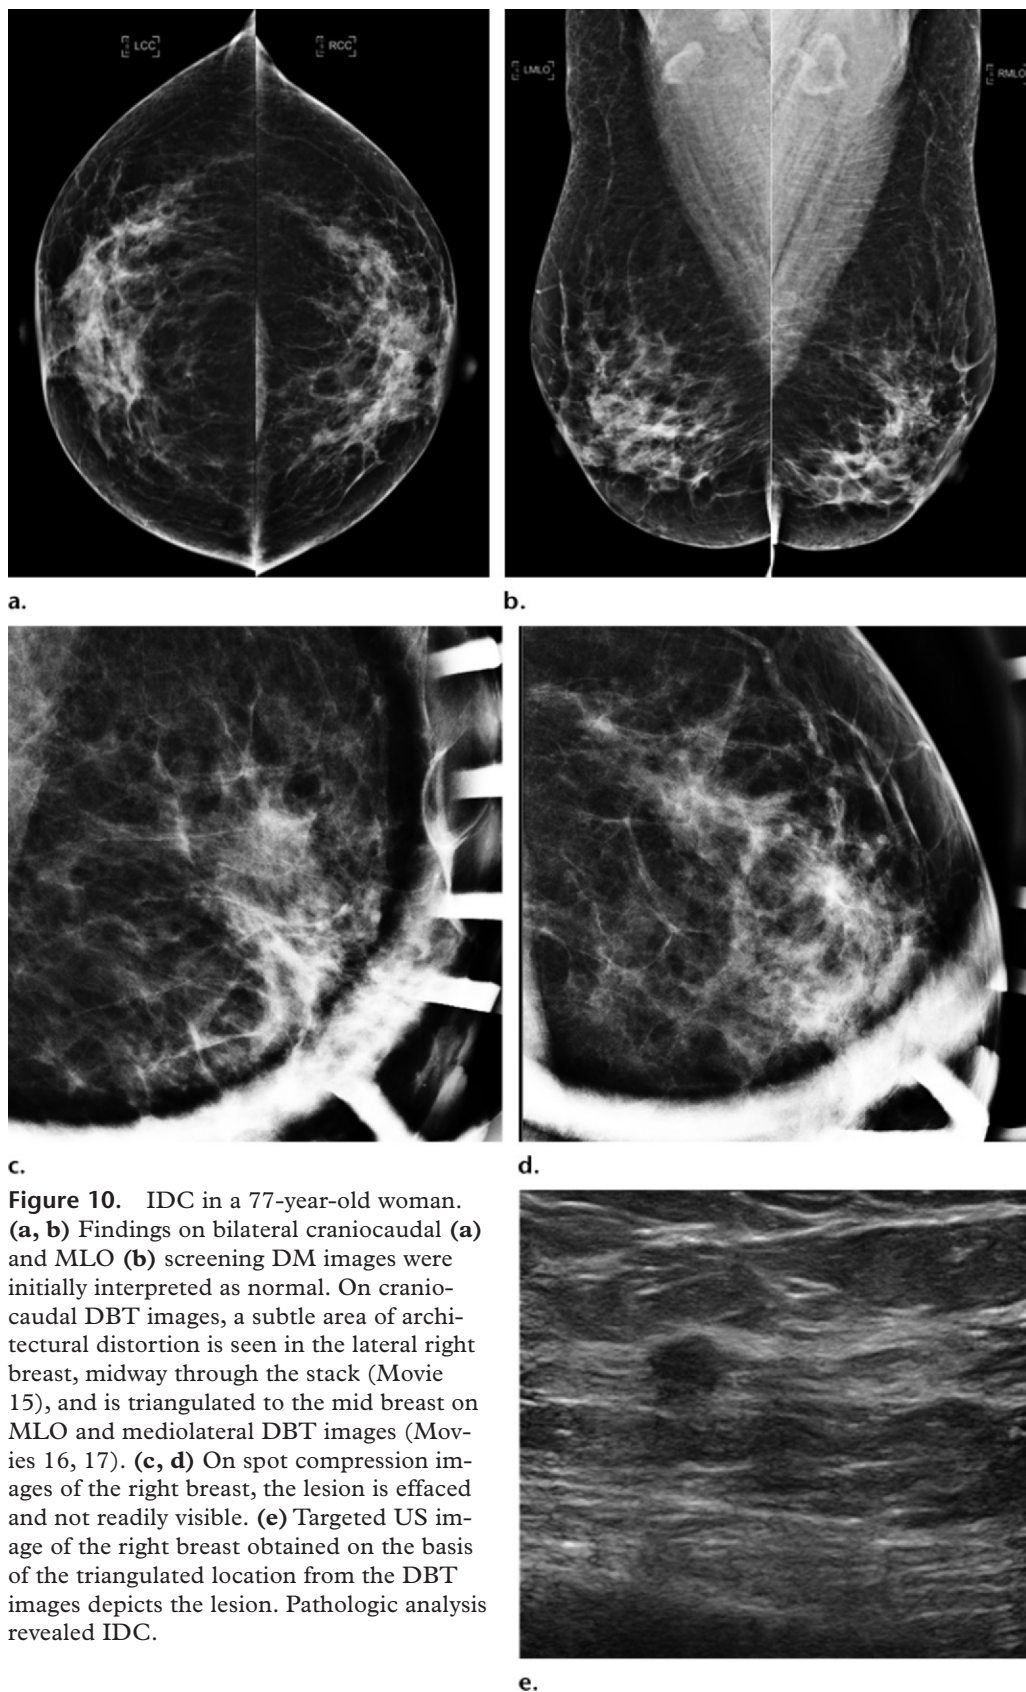 LCC
RCC
LMLO
RMLO
a.
b.
c.
d.
Figure 10. IDC in a 77-year-old woman.
(a, b) Findings on bilateral craniocaudal (a)
and MLO (b) screening DM images were
initially interpreted as normal. On cranio-
caudal DBT images, a subtle area of archi-
tectural distortion is seen in the lateral right
breast, midway through the stack (Movie
15), and is triangulated to the mid breast on
MLO and mediolateral DBT images (Mov-
ies 16, 17). (c, d) On spot compression im-
ages of the right breast, the lesion is effaced
and not readily visible. (e) Targeted US im-
age of the right breast obtained on the basis
of the triangulated location from the DBT
images depicts the lesion. Pathologic analysis
revealed IDC.
e.